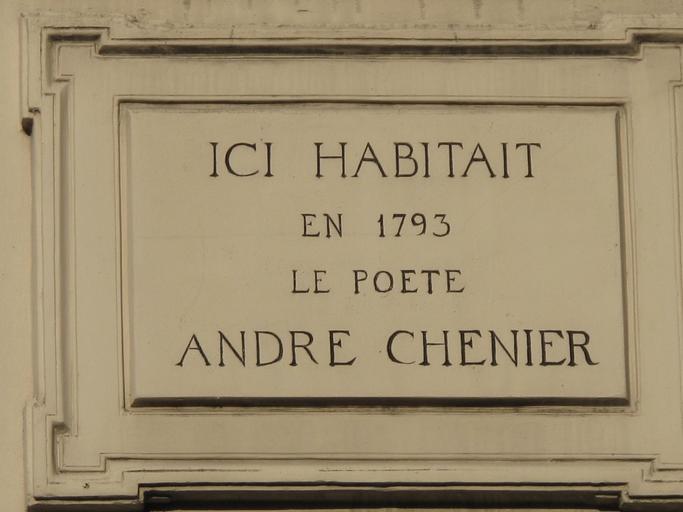 ICI HABITAIT
EN 1793
LE POETE
ANDRE CHENIER